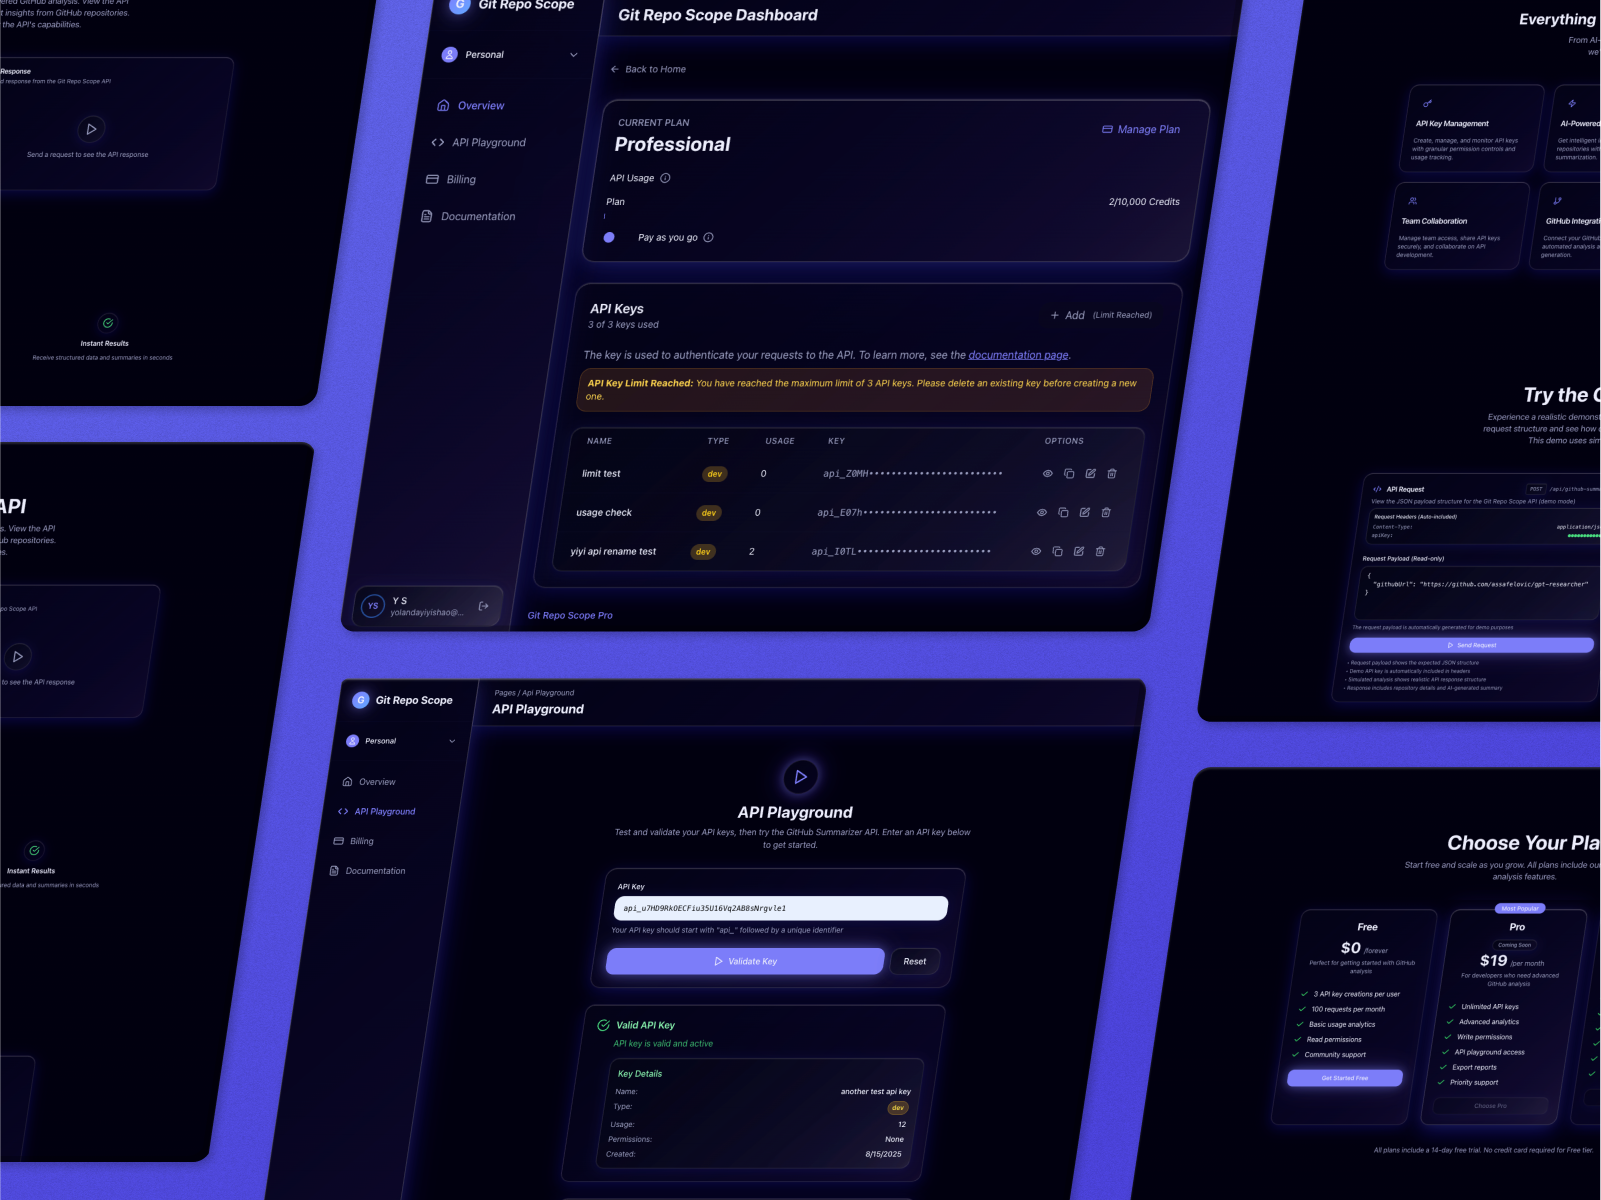 ered GitHub analysis. View the API
t insights from GitHub repositories.
the API's capabilities.
Response
d response from the Git Repo Scope API
Send a request to see the API response
Instant Results
Receive structured data and summaries in seconds
API
s. View the API
ub repositories.
es.
po Scope API
to see the API response
Instant Results
red data and summaries in seconds
G Git Repo Scope
Personal
Overview
API Playground
Billing
Documentation
YS
Y S
yolandayiyishao@...
Git Repo Scope Dashboard
Back to Home
CURRENT PLAN
Professional
Manage Plan
API Usage
Plan
2/10,000 Credits
Pay as you go
API Keys
3 of 3 keys used
+ Add (Limit Reached)
The key is used to authenticate your requests to the API. To learn more, see the documentation page.
API Key Limit Reached: You have reached the maximum limit of 3 API keys. Please delete an existing key before creating a new
one.
NAME TYPE USAGE KEY OPTIONS
limit test dev 0 api_Z0MH••••••••••••••••••••••••
usage check dev 0 api_E07h••••••••••••••••••••••••
yiyi api rename test dev 2 api_I0TL••••••••••••••••••••••••
Git Repo Scope Pro
G Git Repo Scope
Personal
Overview
API Playground
Billing
Documentation
Pages / Api Playground
API Playground
API Playground
Test and validate your API keys, then try the GitHub Summarizer API. Enter an API key below
to get started.
API Key
api_u7HD9RkOECFiu35U16Vq2AB8sNrgvle1
Your API key should start with "api_" followed by a unique identifier
Validate Key
Reset
Valid API Key
API key is valid and active
Key Details
Name: another test api key
Type: dev
Usage: 12
Permissions: None
Created: 8/15/2025
Everything
From AI-
we'
API Key Management
Create, manage, and monitor API keys
with granular permission controls and
usage tracking.
AI-Powered
Get intelligent
repositories wit
summarization.
Team Collaboration
Manage team access, share API keys
securely, and collaborate on API
development.
GitHub Integrati
Connect your GitHub
automated analysis a
generation.
Try the G
Experience a realistic demonst
request structure and see how
This demo uses sim
API Request
POST /api/github-summ
View the JSON payload structure for the Git Repo Scope API (demo mode)
Request Headers (Auto-included)
Content-Type: application/js
apiKey:
Request Payload (Read-only)
{
"githubUrl": "https://github.com/assafelovic/gpt-researcher"
}
The request payload is automatically generated for demo purposes
Send Request
• Request payload shows the expected JSON structure
• Demo API key is automatically included in headers
• Simulated analysis shows realistic API response structure
• Response includes repository details and AI-generated summary
Choose Your Pla
Start free and scale as you grow. All plans include ou
analysis features.
Free
$0 /forever
Perfect for getting started with GitHub
analysis
3 API key creations per user
100 requests per month
Basic usage analytics
Read permissions
Community support
Get Started Free
Most Popular
Pro
Coming Soon
$19 /per month
For developers who need advanced
GitHub analysis
Unlimited API keys
Advanced analytics
Write permissions
API playground access
Export reports
Priority support
Choose Pro
All plans include a 14-day free trial. No credit card required for Free tier.